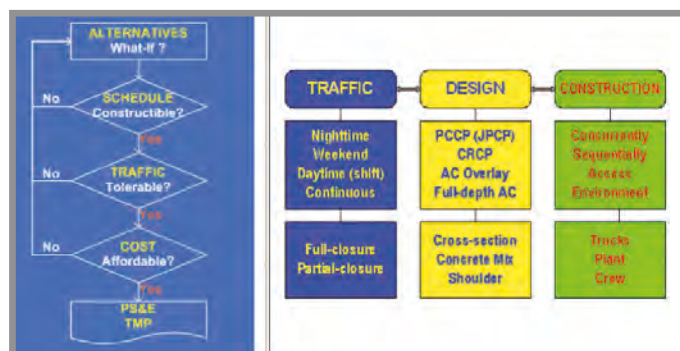 ALTERNATIVES
What-If ?
No
SCHEDULE
Constructible?
Yes
No
TRAFFIC
Tolerable?
Yes
No
COST
Affordable?
Yes
PS&E
TMP
TRAFFIC
DESIGN
CONSTRUCTION
Nighttime
Weekend
Daytime (shift)
Continuous
PCCP (JPCP)
CRCP
AC Overlay
Full-depth AC
Concurrently
Sequentially
Access
Environment
Full-closure
Partial-closure
Cross-section
Concrete Mix
Shoulder
Trucks
Plant
Crew